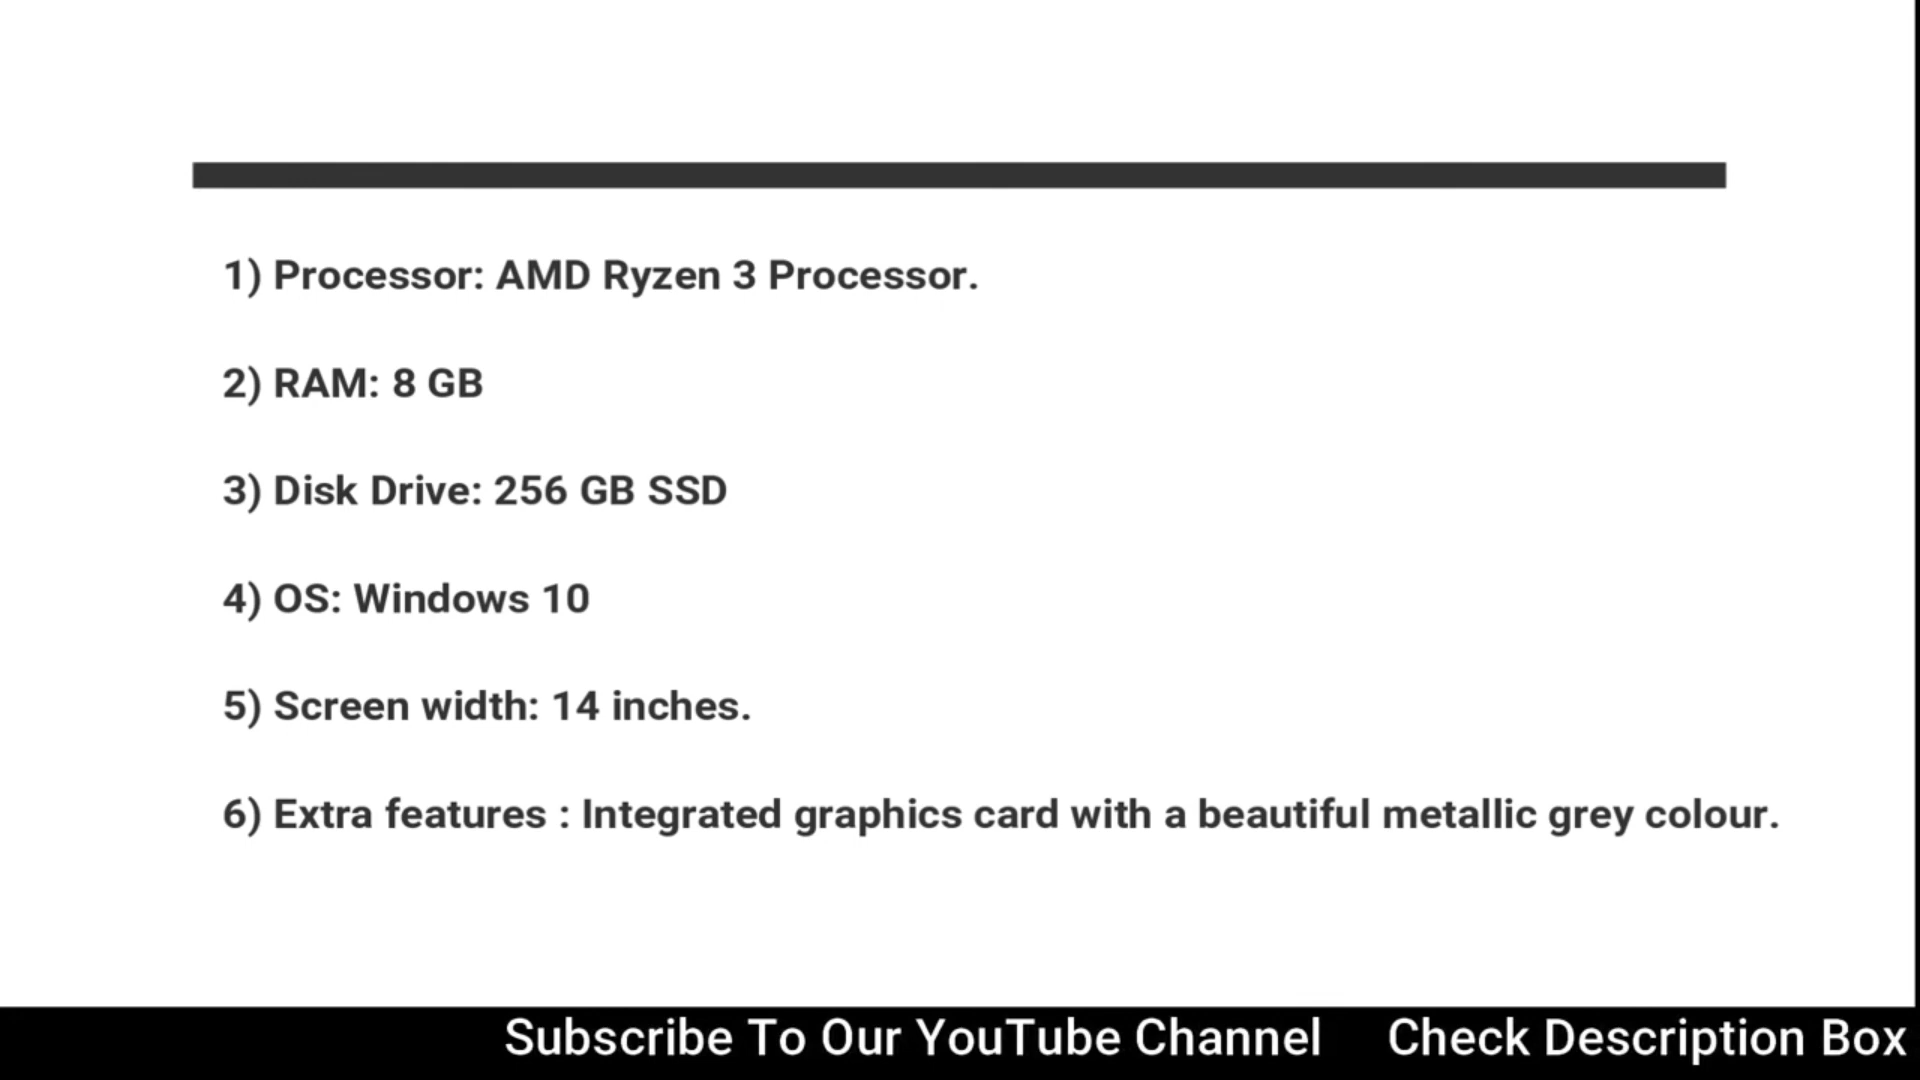 1) Processor: AMD Ryzen 3 Processor.
2) RAM: 8 GB
3) Disk Drive: 256 GB SSD
4) OS: Windows 10
5) Screen width: 14 inches.
6) Extra features : Integrated graphics card with a beautiful metallic grey colour.
Subscribe To Our YouTube Channel Check Description Box